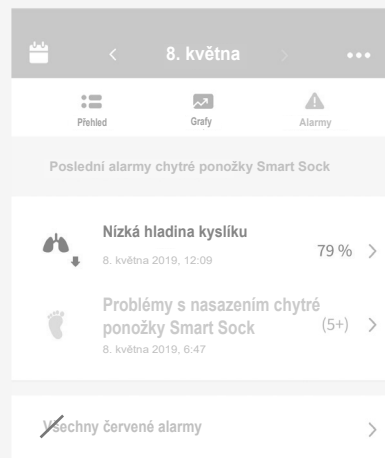 8. května
Přehled
Grafy
Alarmy
Poslední alarmy chytré ponožky Smart Sock
Nízká hladina kyslíku
79 %
8. května 2019, 12:09
Problémy s nasazením chytré
ponožky Smart Sock
(5+)
8. května 2019, 6:47
Všechny červené alarmy